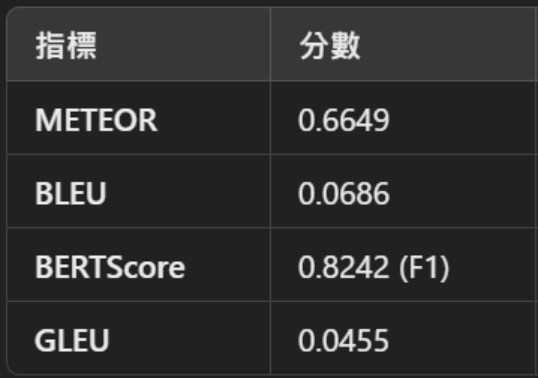 指標 分數
METEOR 0.6649
BLEU 0.0686
BERTScore 0.8242 (F1)
GLEU 0.0455